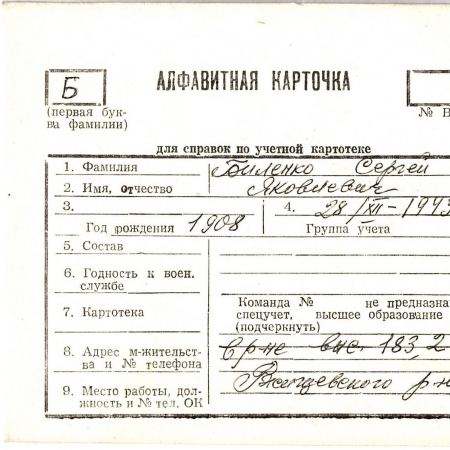 Б
АЛФАВИТНАЯ КАРТОЧКА
(первая бук-
ва фамилии)
№ В
для справок по учетной картотеке
1. Фамилия Биленко Сергей
2. Имя, отчество Яковлевич
3.
Год рождения 1908
4. 28/XII-1943
Группа учета
5. Состав
6. Годность к воен.
службе
7. Картотека
Команда № не предназна
спецучет, высшее образование
(подчеркнуть)
8. Адрес м-жительст-
ва и № телефона
183,2
9. Место работы, дол-
жность и № тел. ОК
р-н